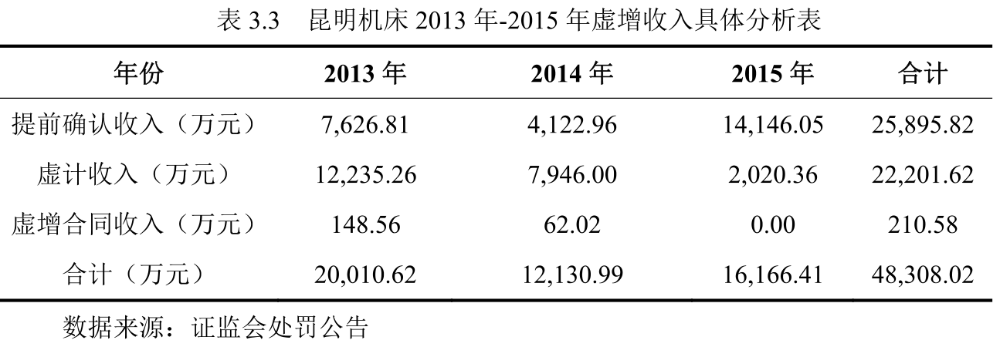 表 3.3 昆明机床 2013 年-2015 年虚增收入具体分析表
年份 2013 年 2014 年 2015 年 合计
提前确认收入（万元） 7,626.81 4,122.96 14,146.05 25,895.82
虚计收入（万元） 12,235.26 7,946.00 2,020.36 22,201.62
虚增合同收入（万元） 148.56 62.02 0.00 210.58
合计（万元） 20,010.62 12,130.99 16,166.41 48,308.02
数据来源：证监会处罚公告